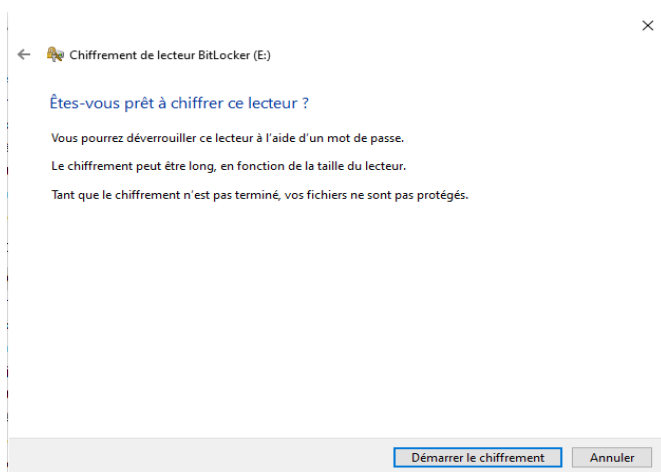 Chiffrement de lecteur BitLocker (E:)
Êtes-vous prêt à chiffrer ce lecteur ?
Vous pourrez déverrouiller ce lecteur à l'aide d'un mot de passe.
Le chiffrement peut être long, en fonction de la taille du lecteur.
Tant que le chiffrement n'est pas terminé, vos fichiers ne sont pas protégés.
Démarrer le chiffrement Annuler